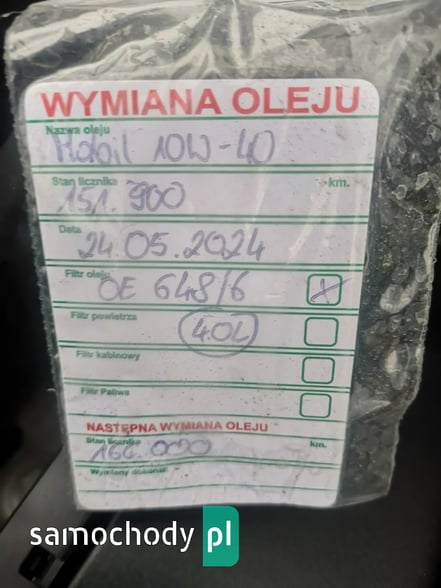 WYMIANA OLEJU
Nazwa oleju
Mobil 10W-40
Stan licznika km.
151.900
Data
24.05.2024
Filtr oleju
OE 648/6 X
Filtr powietrza
4.0L
Filtr kabinowy
Filtr Paliwa
NASTĘPNA WYMIANA OLEJU
Stan licznika km.
166.000
Wymiany dokonał:
samochody pl